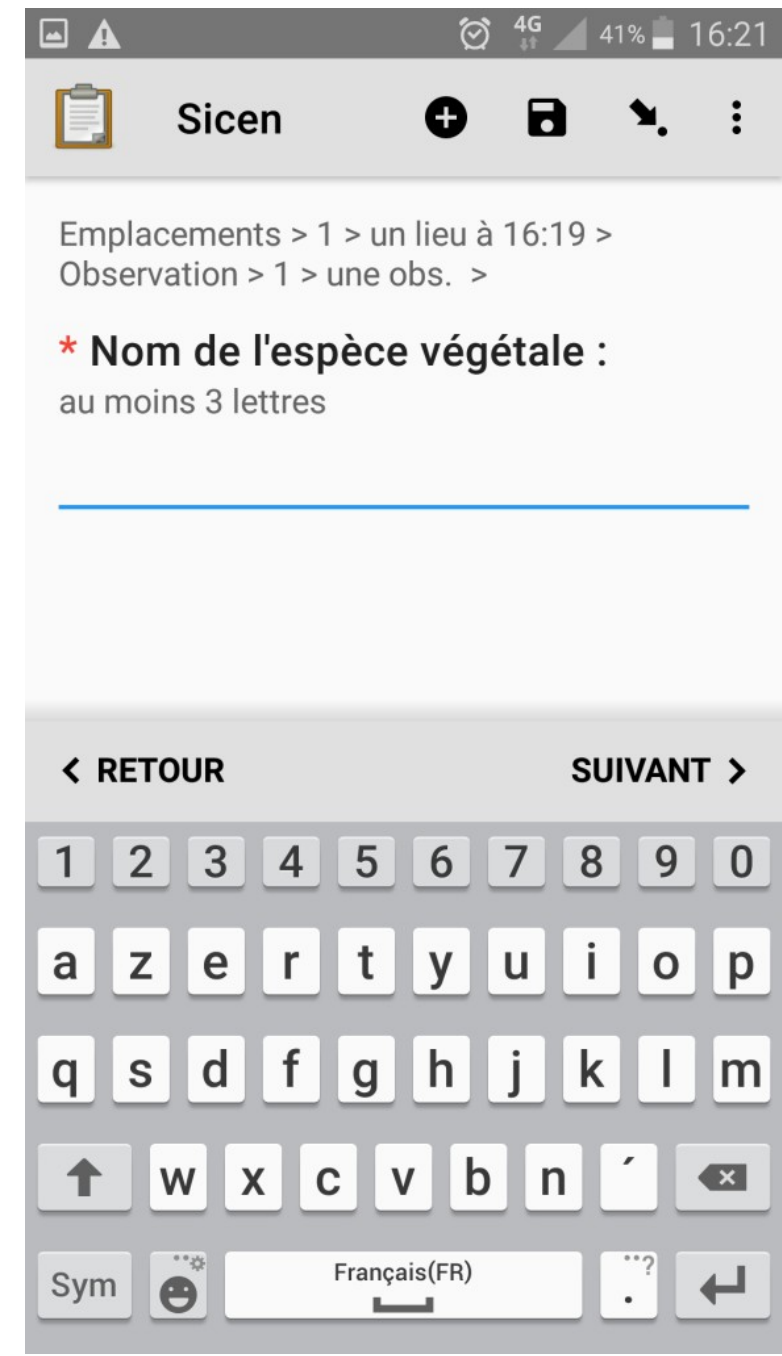 4G 41% 16:21
Sicen
Emplacements > 1 > un lieu à 16:19 >
Observation > 1 > une obs. >
* Nom de l'espèce végétale :
au moins 3 lettres
< RETOUR SUIVANT >
1 2 3 4 5 6 7 8 9 0
a z e r t y u i o p
q s d f g h j k l m
w x c v b n ´
Sym Français(FR) . ?